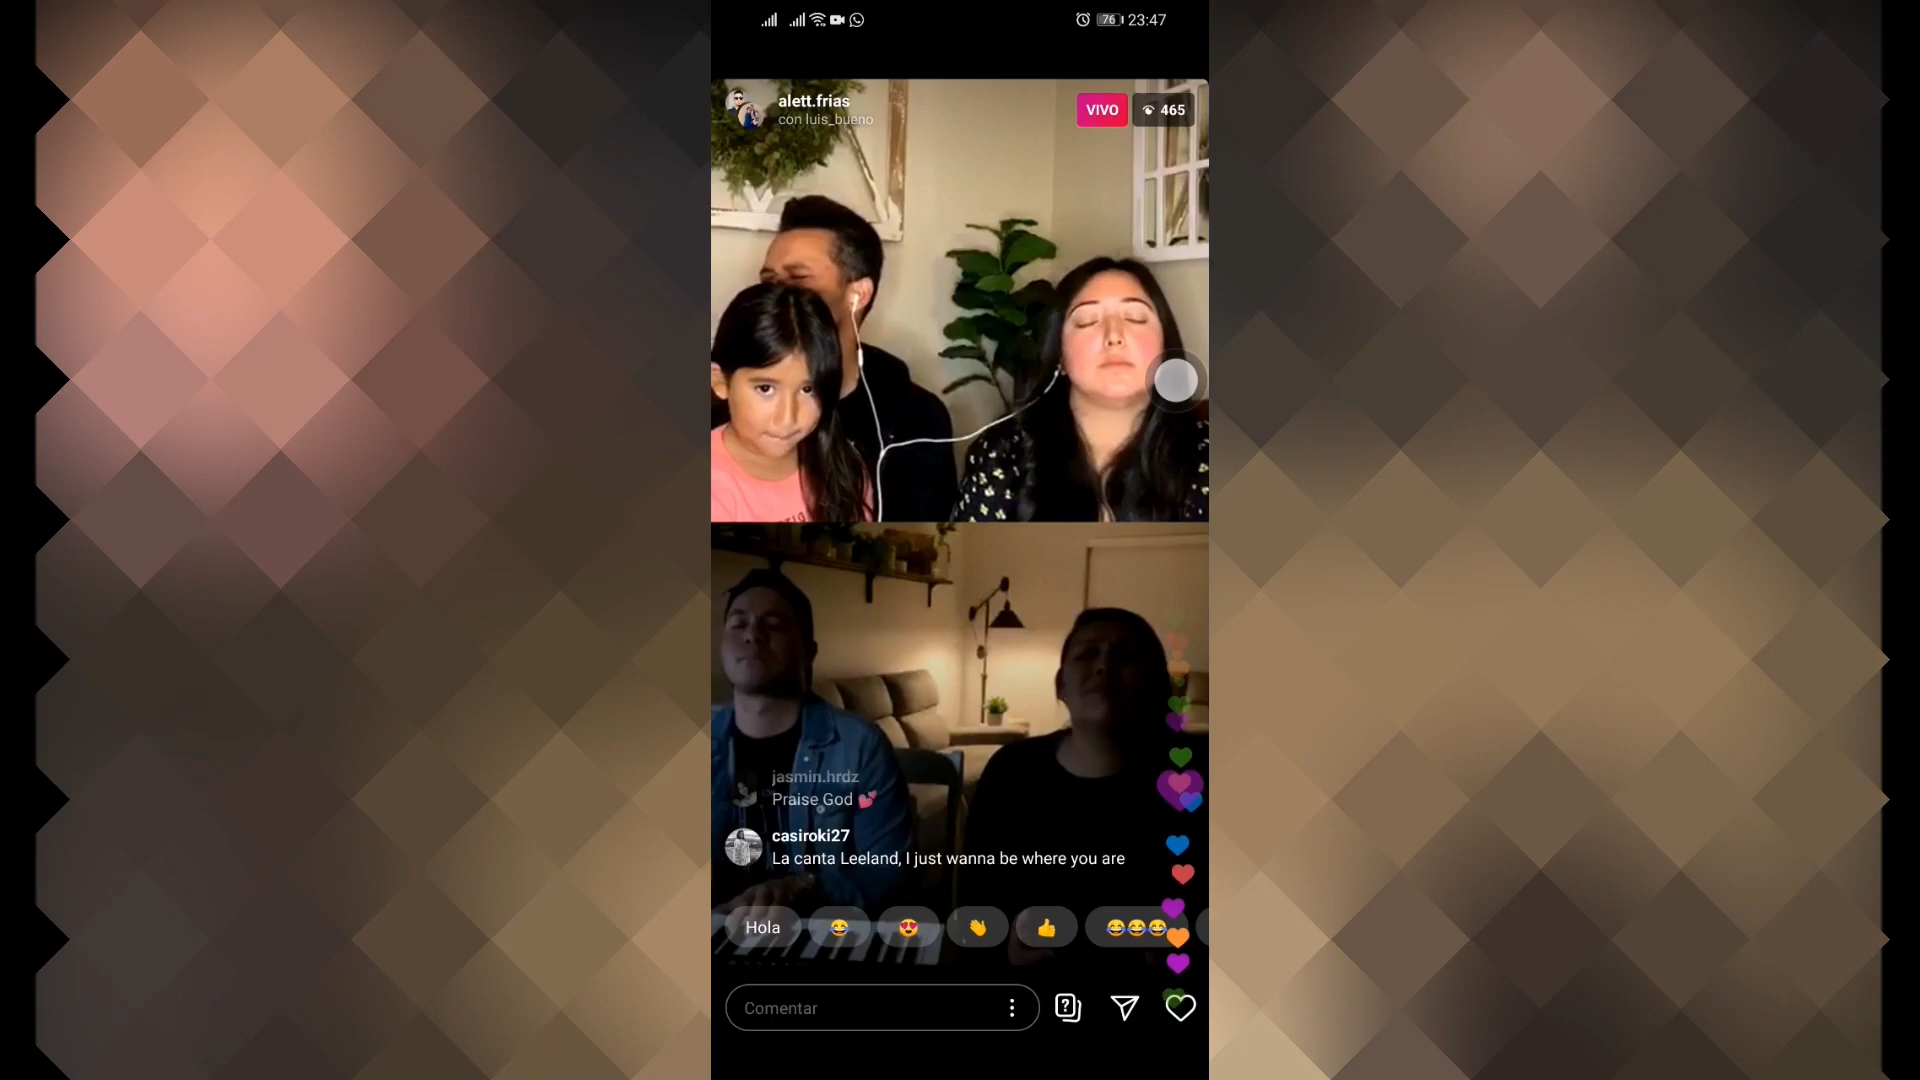 76 23:47
alett.frias
con luis_bueno
VIVO 465
jasmin.hrdz
Praise God 💕
casiroki27
La canta Leeland, I just wanna be where you are
Hola 😂 😍 👋 👍 😂😂😂
Comentar